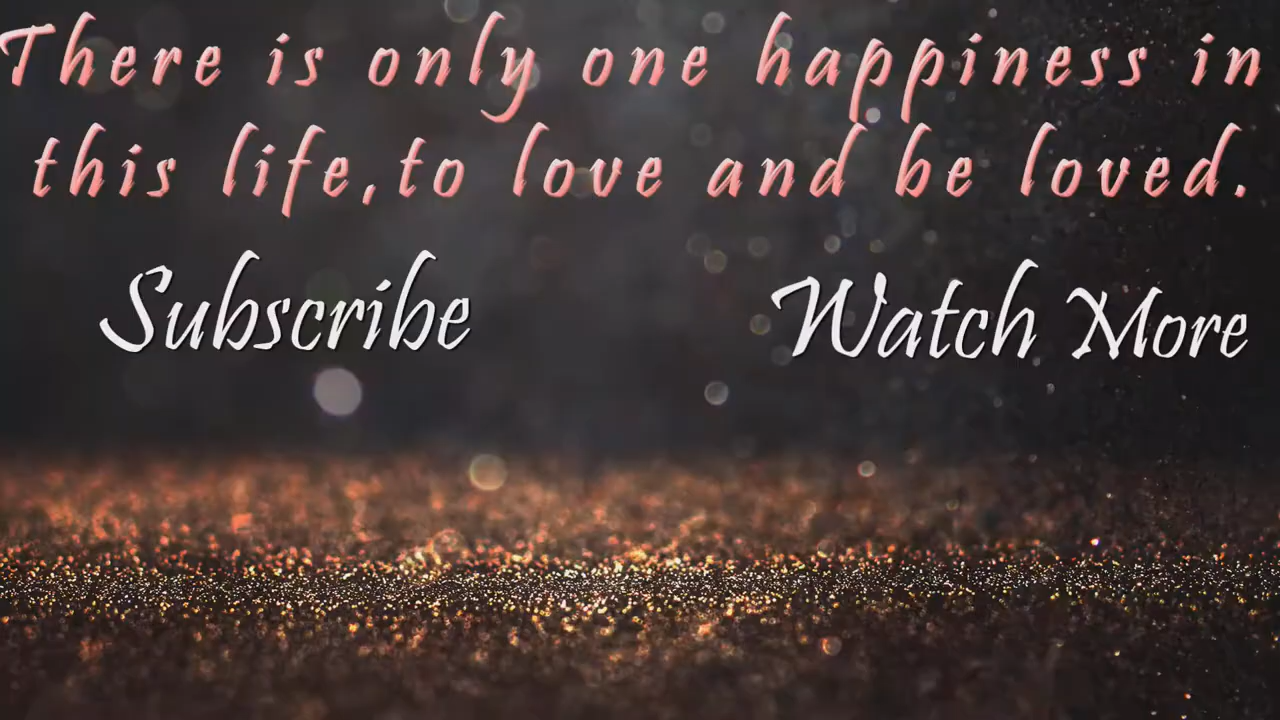 There is only one happiness in
this life,to love and be loved.
Subscribe
Watch More